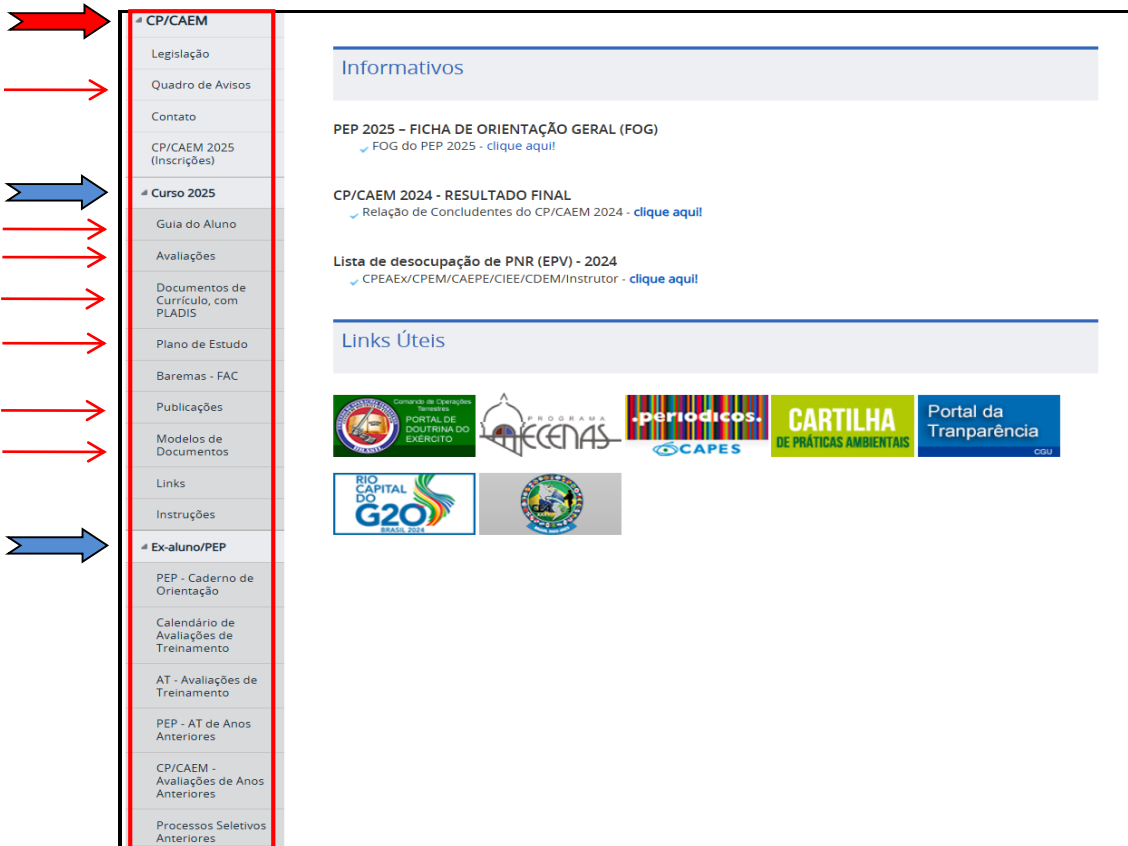 CP/CAEM
Legislação
Quadro de Avisos
Contato
CP/CAEM 2025
(Inscrições)
Curso 2025
Guia do Aluno
Avaliações
Documentos de
Currículo, com
PLADIS
Plano de Estudo
Baremas - FAC
Publicações
Modelos de
Documentos
Links
Instruções
Ex-aluno/PEP
PEP - Caderno de
Orientação
Calendário de
Avaliações de
Treinamento
AT - Avaliações de
Treinamento
PEP - AT de Anos
Anteriores
CP/CAEM -
Avaliações de Anos
Anteriores
Processos Seletivos
Anteriores
Informativos
PEP 2025 – FICHA DE ORIENTAÇÃO GERAL (FOG)
FOG do PEP 2025 - clique aqui!
CP/CAEM 2024 - RESULTADO FINAL
Relação de Concludentes do CP/CAEM 2024 - clique aqui!
Lista de desocupação de PNR (EPV) - 2024
CPEAEx/CPEM/CAEPE/CIEE/CDEM/Instrutor - clique aqui!
Links Úteis
Comando de Operações
Terrestres
PORTAL DE
DOUTRINA DO
EXÉRCITO
PROGRAMA
MECENAS
.periodicos.
CAPES
CARTILHA
DE PRÁTICAS AMBIENTAIS
Portal da
Tranparência
CGU
RIO
CAPITAL
DO
G20
BRASIL 2024